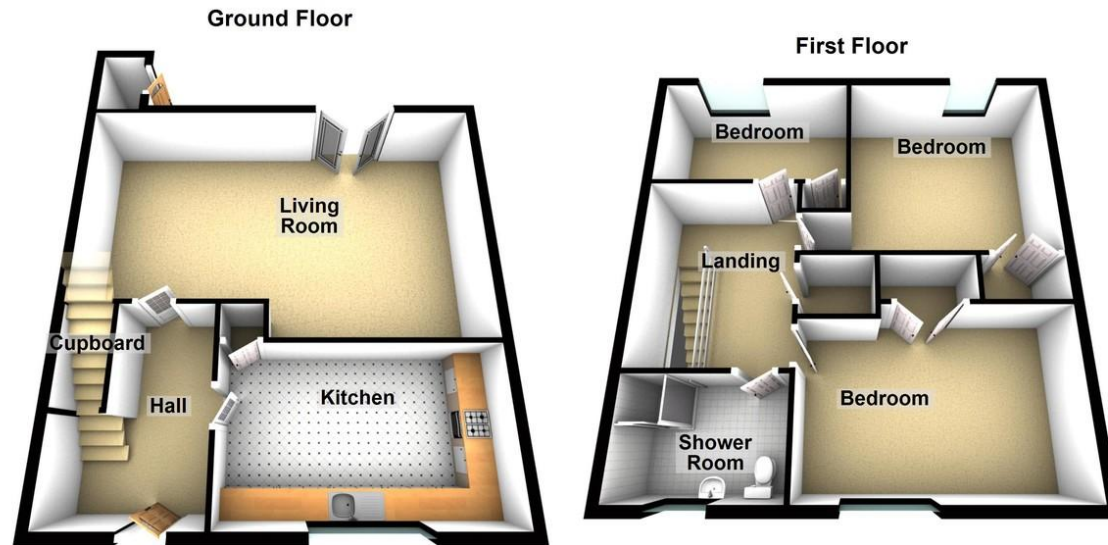 Ground Floor
Living
Room
Cupboard
Hall
Kitchen
First Floor
Bedroom
Bedroom
Landing
Bedroom
Shower
Room